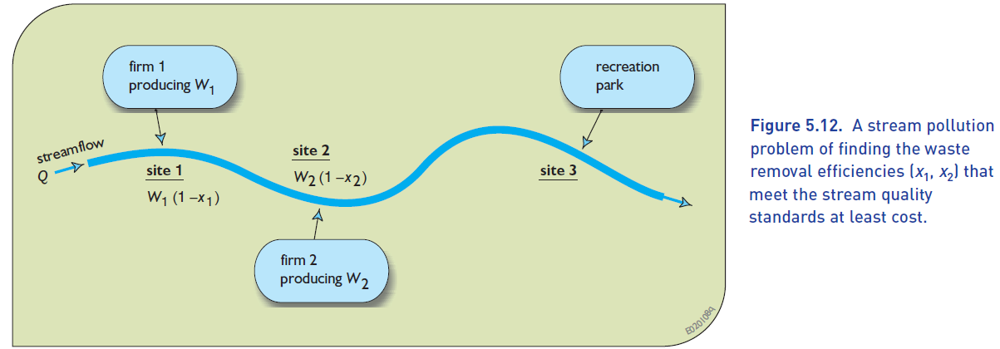 firm 1
producing W₁
recreation
park
streamflow
Q
site 1
W₁ (1 –x₁)
site 2
W₂ (1 –x₂)
site 3
firm 2
producing W₂
E020108q
Figure 5.12. A stream pollution
problem of finding the waste
removal efficiencies (x₁, x₂) that
meet the stream quality
standards at least cost.